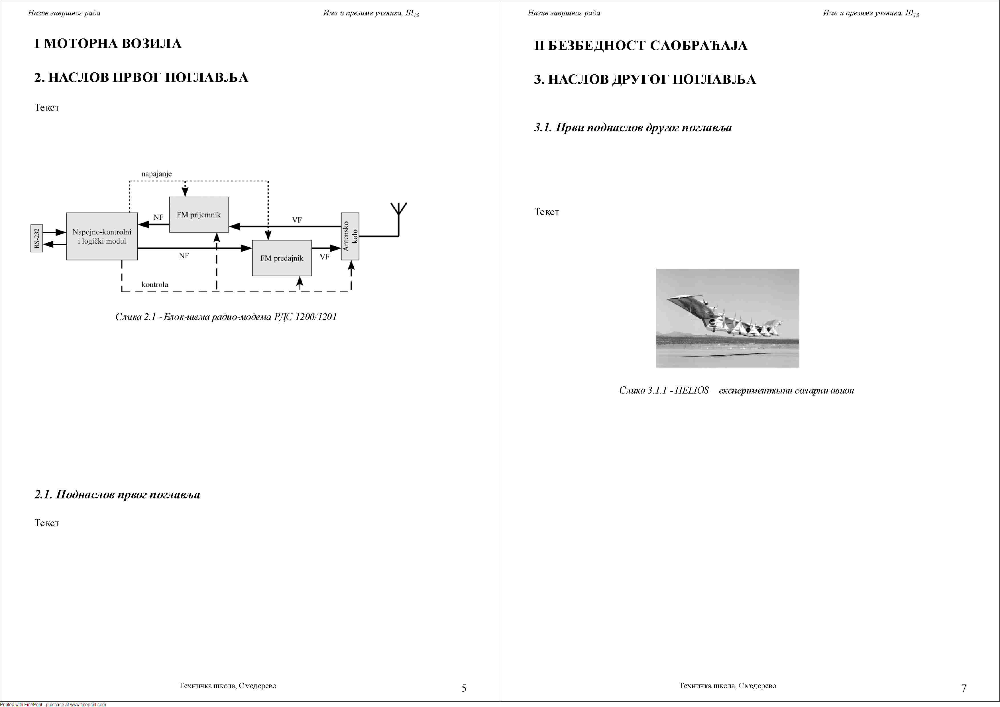 Назив завршног рада Име и презиме ученика, III18
I МОТОРНА ВОЗИЛА
2. НАСЛОВ ПРВОГ ПОГЛАВЉА
Текст
napajanje
FM prijemnik
NF
VF
RS-232
Napojno-kontrolni
i logički modul
Antensko
kolo
NF
FM predajnik
VF
kontrola
Слика 2.1 - Блок-шема радио-модема РДС 1200/1201
2.1. Поднаслов првог поглавља
Текст
Техничка школа, Смедерево 5
Назив завршног рада Име и презиме ученика, III18
II БЕЗБЕДНОСТ САОБРАЋАЈА
3. НАСЛОВ ДРУГОГ ПОГЛАВЉА
3.1. Први поднаслов другог поглавља
Текст
Слика 3.1.1 - HELIOS – експериментални соларни авион
Техничка школа, Смедерево 7
Printed with FinePrint - purchase at www.fineprint.com